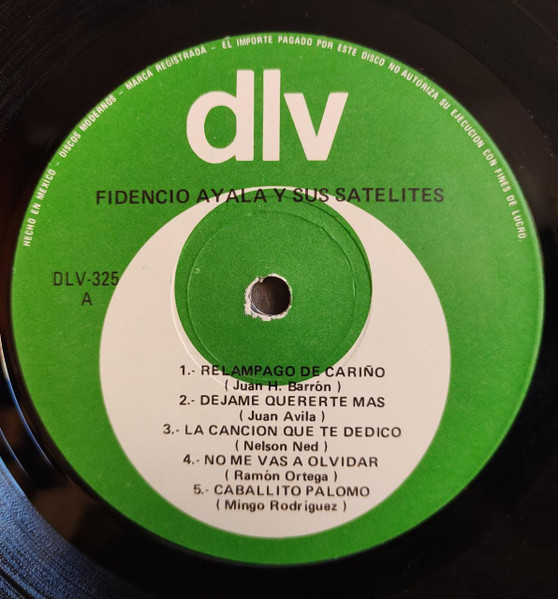 HECHO EN MEXICO - DISCOS MODERNOS - MARCA REGISTRADA - EL IMPORTE PAGADO POR ESTE DISCO NO AUTORIZA SU EJECUCION CON FINES DE LUCRO.
dlv
FIDENCIO AYALA Y SUS SATELITES
DLV-325
A
1.- RELAMPAGO DE CARIÑO
( Juan H. Barrón )
2.- DEJAME QUERERTE MAS
( Juan Avila )
3.- LA CANCION QUE TE DEDICO
( Nelson Ned )
4.- NO ME VAS A OLVIDAR
( Ramón Ortega )
5.- CABALLITO PALOMO
( Mingo Rodríguez )